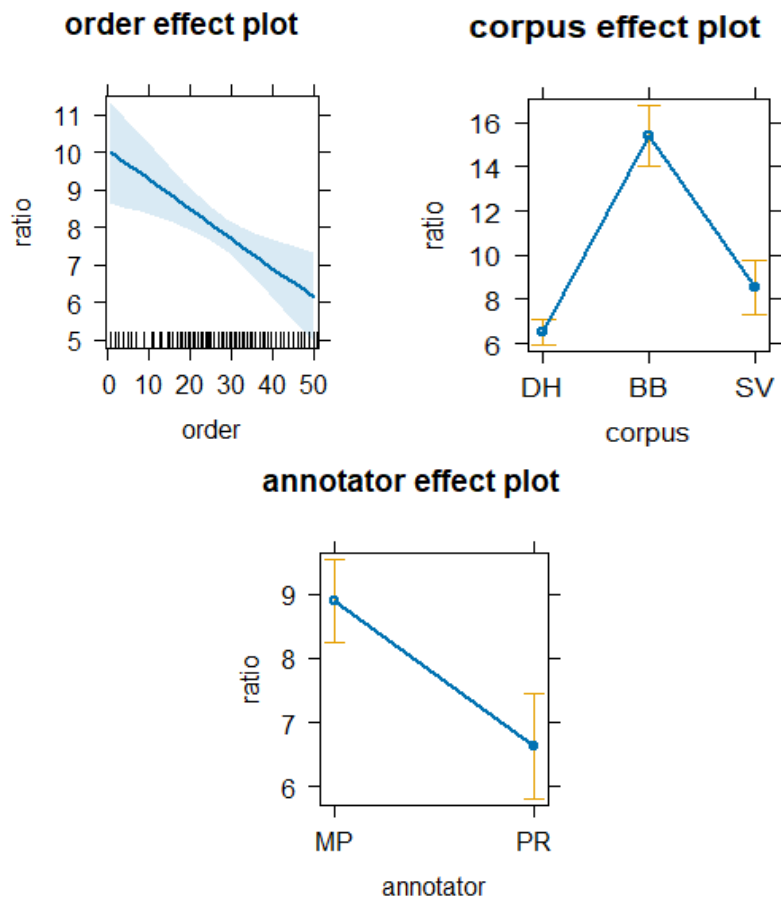 order effect plot
11
10
9
8
7
6
5
ratio
0 10 20 30 40 50
order
corpus effect plot
16
14
12
10
8
6
ratio
DH BB SV
corpus
annotator effect plot
9
8
7
6
ratio
MP PR
annotator